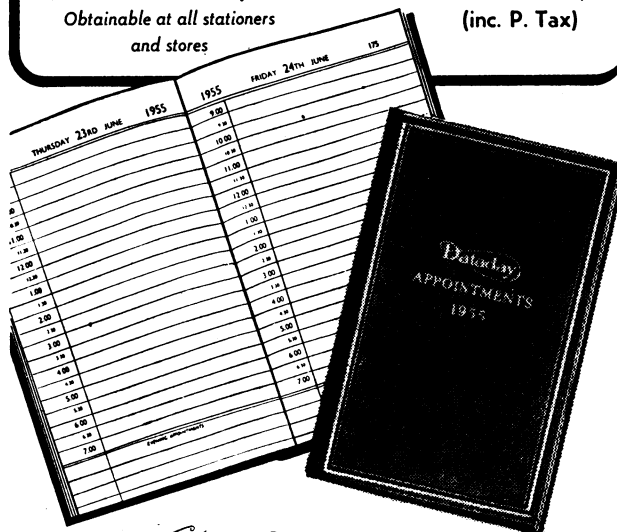 Obtainable at all stationers
and stores
(inc. P. Tax)
THURSDAY 23RD JUNE 1955
12.00
1.00
2.00
3.00
4.00
5.00
6.00
7.00
EVENING APPOINTMENTS
1955 FRIDAY 24TH JUNE 175
9.00
10.00
11.00
12.00
1.00
2.00
3.00
4.00
5.00
6.00
7.00
Dataday
APPOINTMENTS
1955